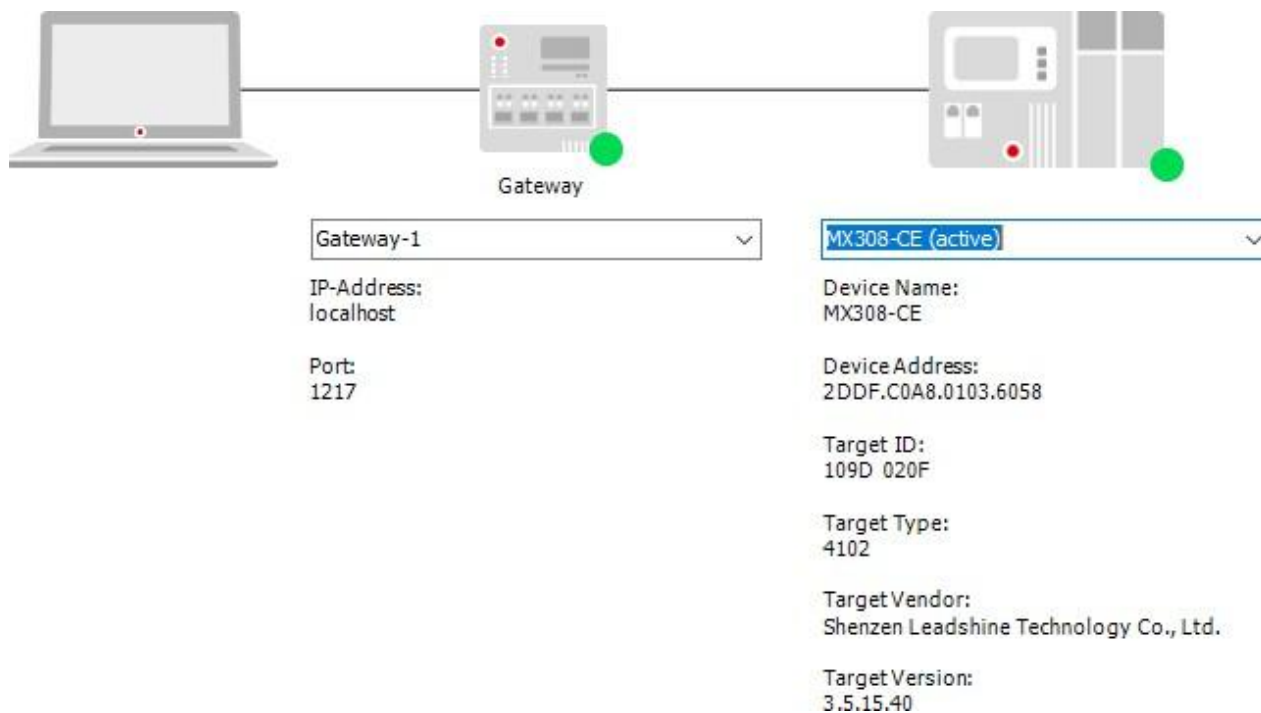 Gateway
Gateway-1
IP-Address:
localhost
Port:
1217
MX308-CE (active)
Device Name:
MX308-CE
Device Address:
2DDF.C0A8.0103.6058
Target ID:
109D 020F
Target Type:
4102
Target Vendor:
Shenzen Leadshine Technology Co., Ltd.
Target Version:
3.5.15.40